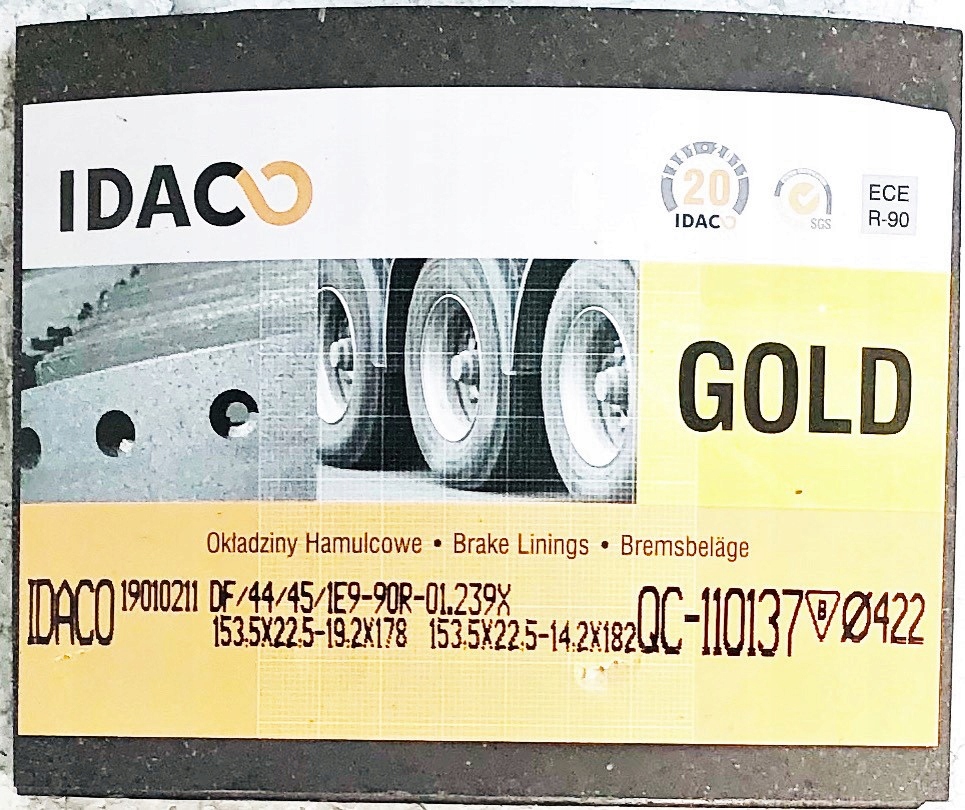 IDACO
20
IDACO
SGS
ECE
R-90
GOLD
Okładziny Hamulcowe • Brake Linings • Bremsbeläge
IDACO 19010211 DF/44/45/1E9-90R-01.239X QC-110137 B Ø422
153.5X22.5-19.2X178 153.5X22.5-14.2X182